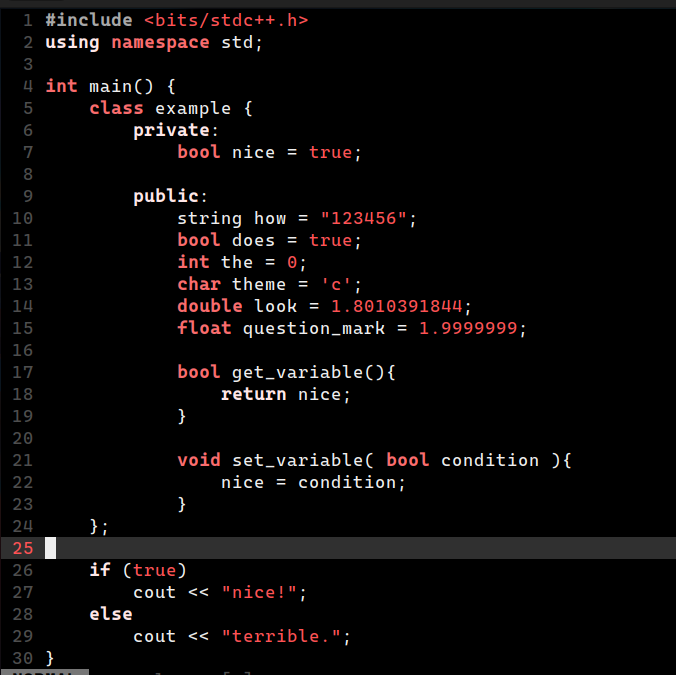 1 #include <bits/stdc++.h>
2 using namespace std;
3
4 int main() {
5     class example {
6         private:
7             bool nice = true;
8
9         public:
10             string how = "123456";
11             bool does = true;
12             int the = 0;
13             char theme = 'c';
14             double look = 1.8010391844;
15             float question_mark = 1.9999999;
16
17             bool get_variable(){
18                 return nice;
19             }
20
21             void set_variable( bool condition ){
22                 nice = condition;
23             }
24     };
25
26     if (true)
27         cout << "nice!";
28     else
29         cout << "terrible.";
30 }